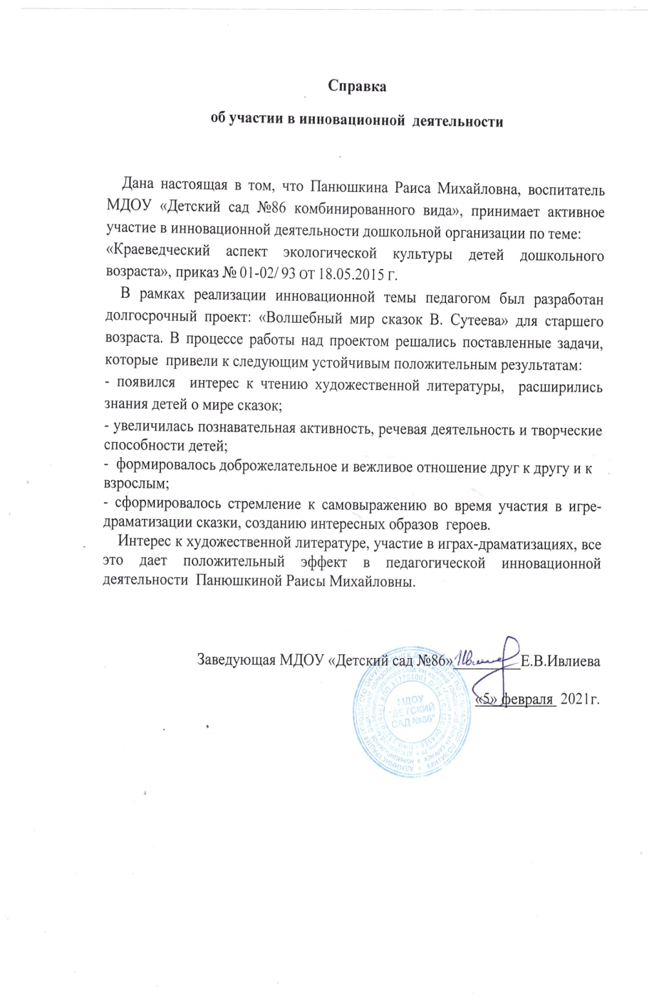 Справка
об участии в инновационной деятельности
Дана настоящая в том, что Панюшкина Раиса Михайловна, воспитатель
МДОУ «Детский сад №86 комбинированного вида», принимает активное
участие в инновационной деятельности дошкольной организации по теме:
«Краеведческий аспект экологической культуры детей дошкольного
возраста», приказ № 01-02/ 93 от 18.05.2015 г.
В рамках реализации инновационной темы педагогом был разработан
долгосрочный проект: «Волшебный мир сказок В. Сутеева» для старшего
возраста. В процессе работы над проектом решались поставленные задачи,
которые привели к следующим устойчивым положительным результатам:
- появился интерес к чтению художественной литературы, расширились
знания детей о мире сказок;
- увеличилась познавательная активность, речевая деятельность и творческие
способности детей;
- формировалось доброжелательное и вежливое отношение друг к другу и к
взрослым;
- сформировалось стремление к самовыражению во время участия в игре-
драматизации сказки, созданию интересных образов героев.
Интерес к художественной литературе, участие в играх-драматизациях, все
это дает положительный эффект в педагогической инновационной
деятельности Панюшкиной Раисы Михайловны.
Заведующая МДОУ «Детский сад №86»________Е.В.Ивлиева
«5» февраля 2021г.
МДОУ
"ДЕТСКИЙ
САД №86"